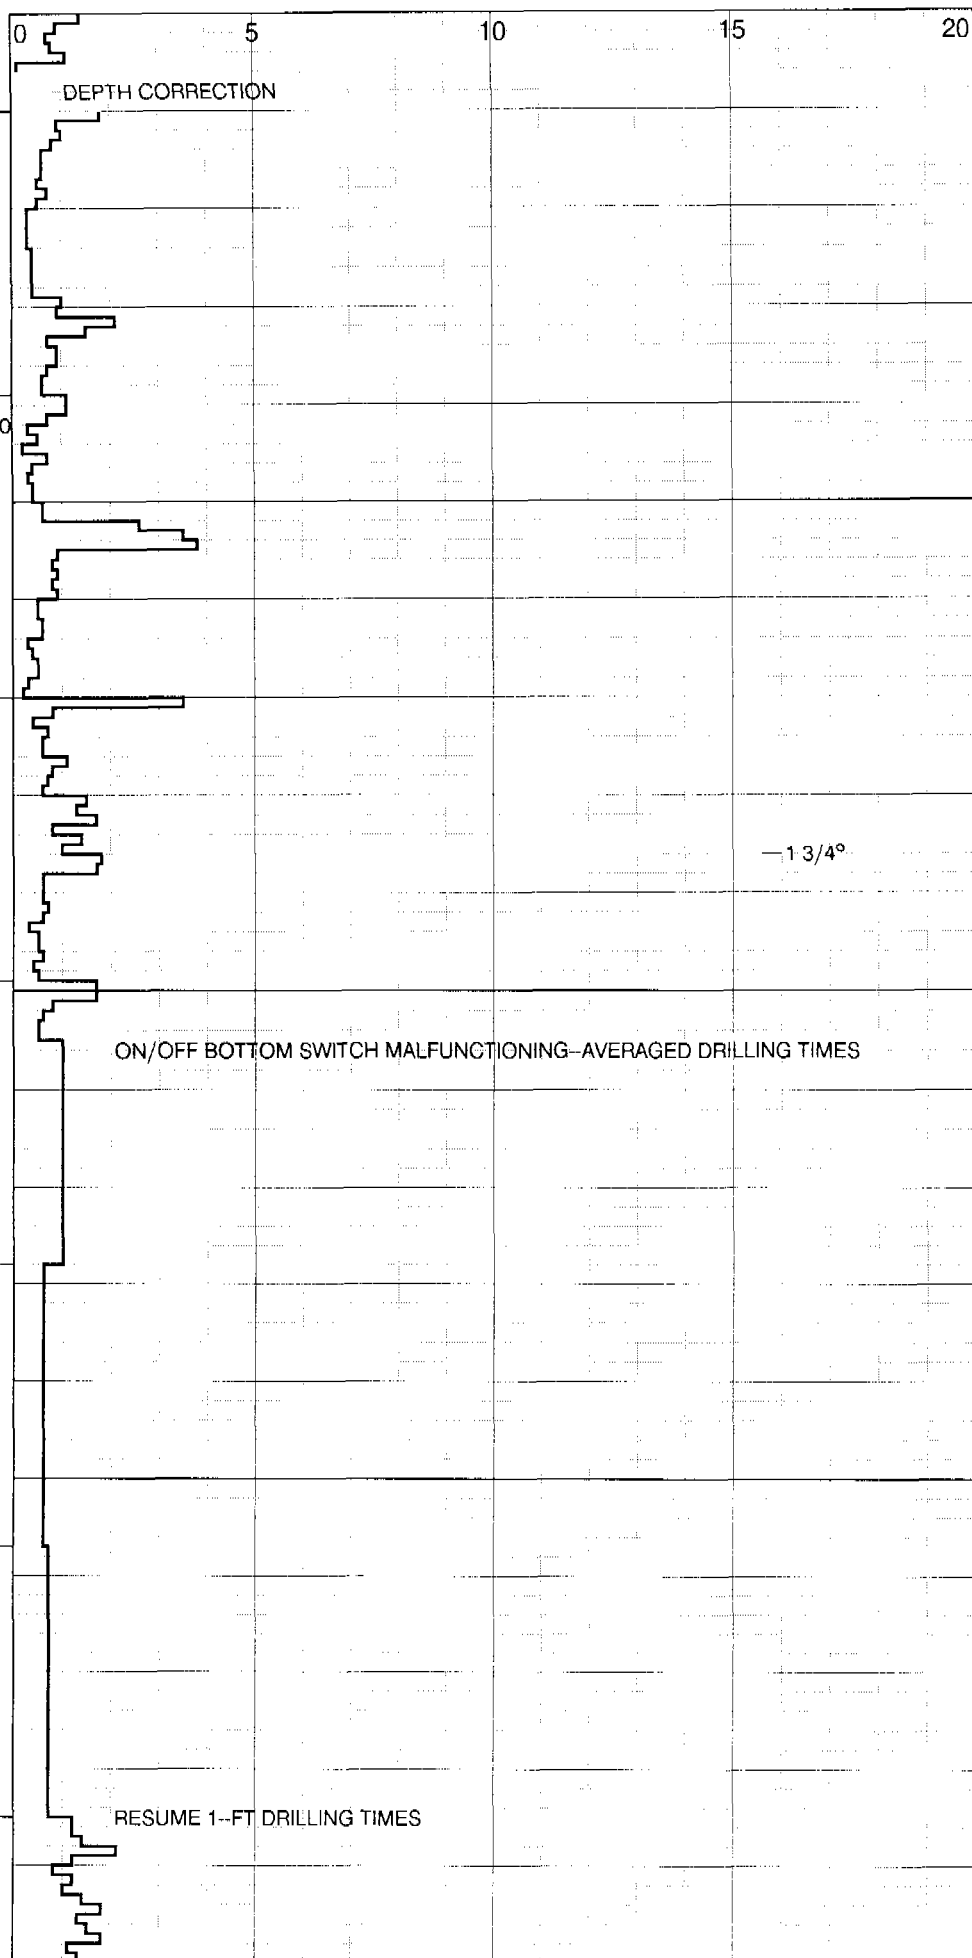 0 5 10 15 20
DEPTH CORRECTION
0
—1 3/4°
ON/OFF BOTTOM SWITCH MALFUNCTIONING--AVERAGED DRILLING TIMES
RESUME 1--FT DRILLING TIMES